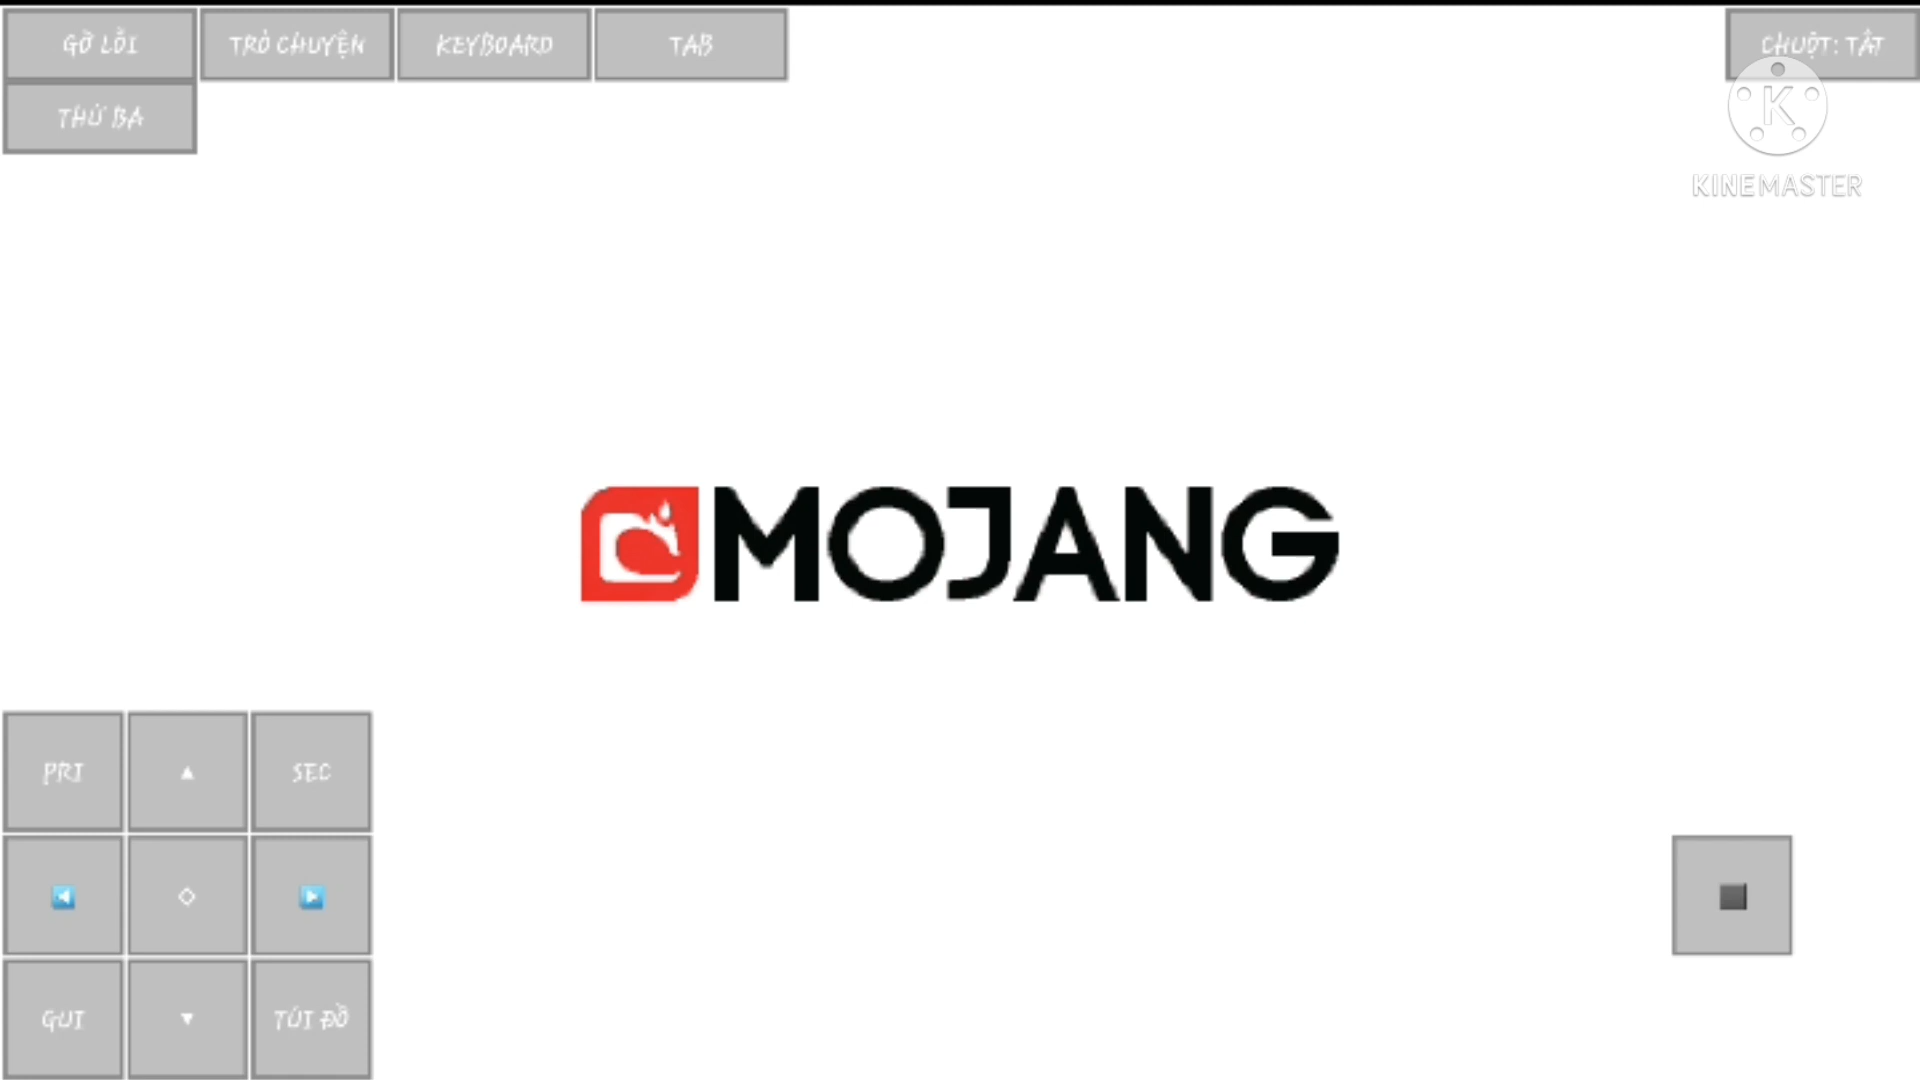 GỠ LỖI TRÒ CHUYỆN KEYBOARD TAB CHUỘT: TẮT
THỨ BA
K
KINEMASTER
MOJANG
PRI ▲ SEC
◀ ◇ ▶
GUI ▼ TÚI ĐỒ